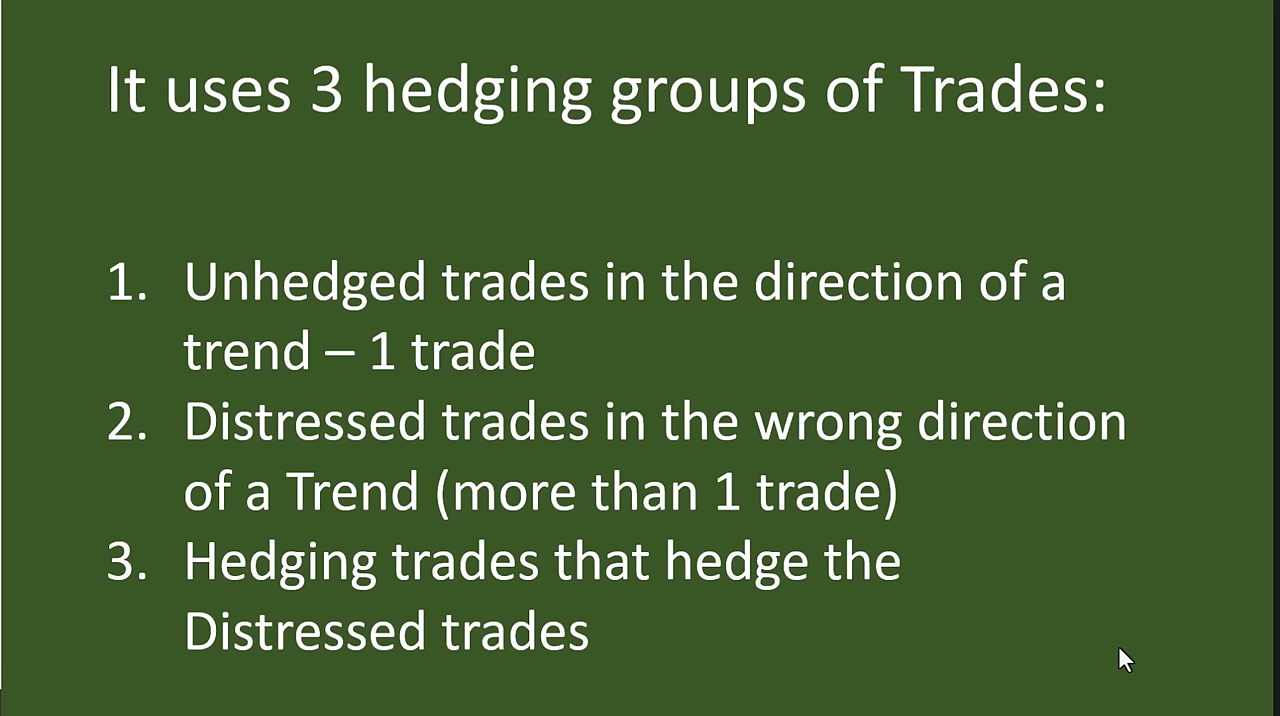 It uses 3 hedging groups of Trades:
1. Unhedged trades in the direction of a
trend – 1 trade
2. Distressed trades in the wrong direction
of a Trend (more than 1 trade)
3. Hedging trades that hedge the
Distressed trades